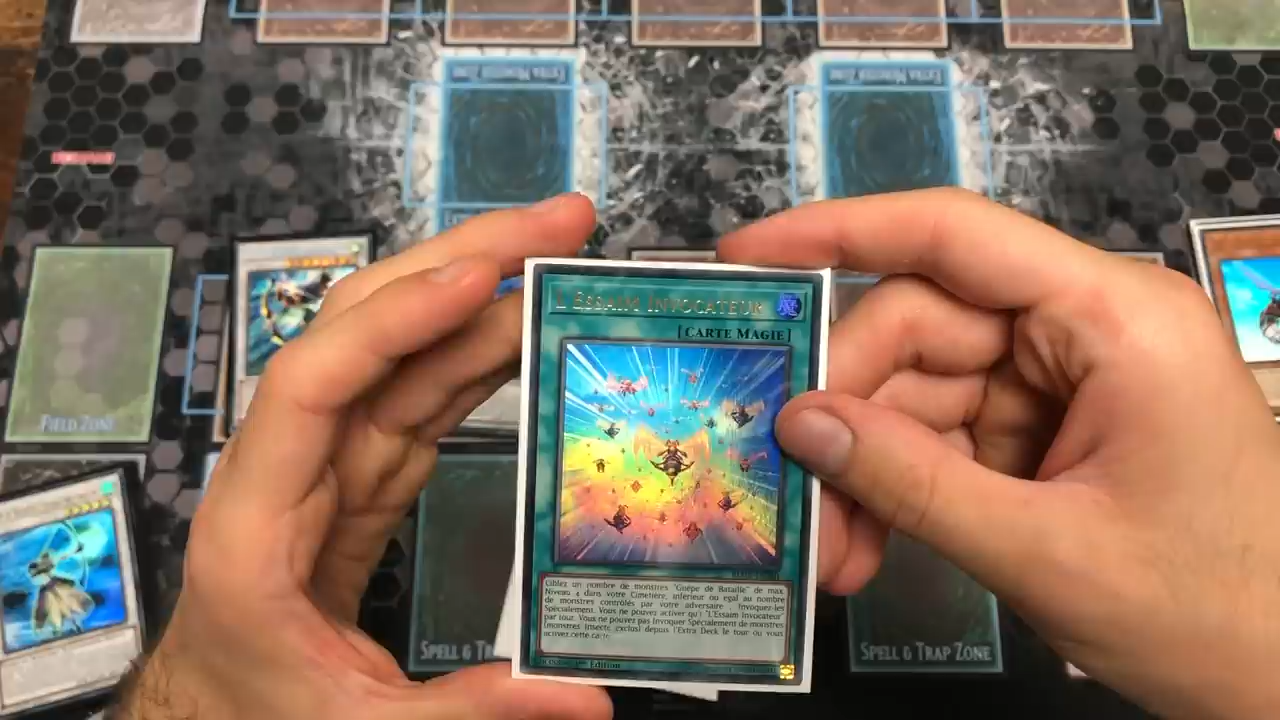 EXTRA MONSTER ZONE
EXTRA MONSTER ZONE
L'ESSAIM INVOCATEUR
[CARTE MAGIE]
FIELD ZONE
Ciblez un nombre de monstres "Guêpe de Bataille" de max.
Niveau 4 dans votre Cimetière, inférieur ou égal au nombre
de monstres contrôlés par votre adversaire ; Invoquez-les
Spécialement. Vous ne pouvez activer qu'1 "L'Essaim Invocateur"
par tour. Vous ne pouvez pas Invoquer Spécialement de monstres
(monstres Insecte exclus) depuis l'Extra Deck le tour où vous
activez cette carte.
1re Edition
SPELL & TRAP ZONE
SPELL & TRAP ZONE